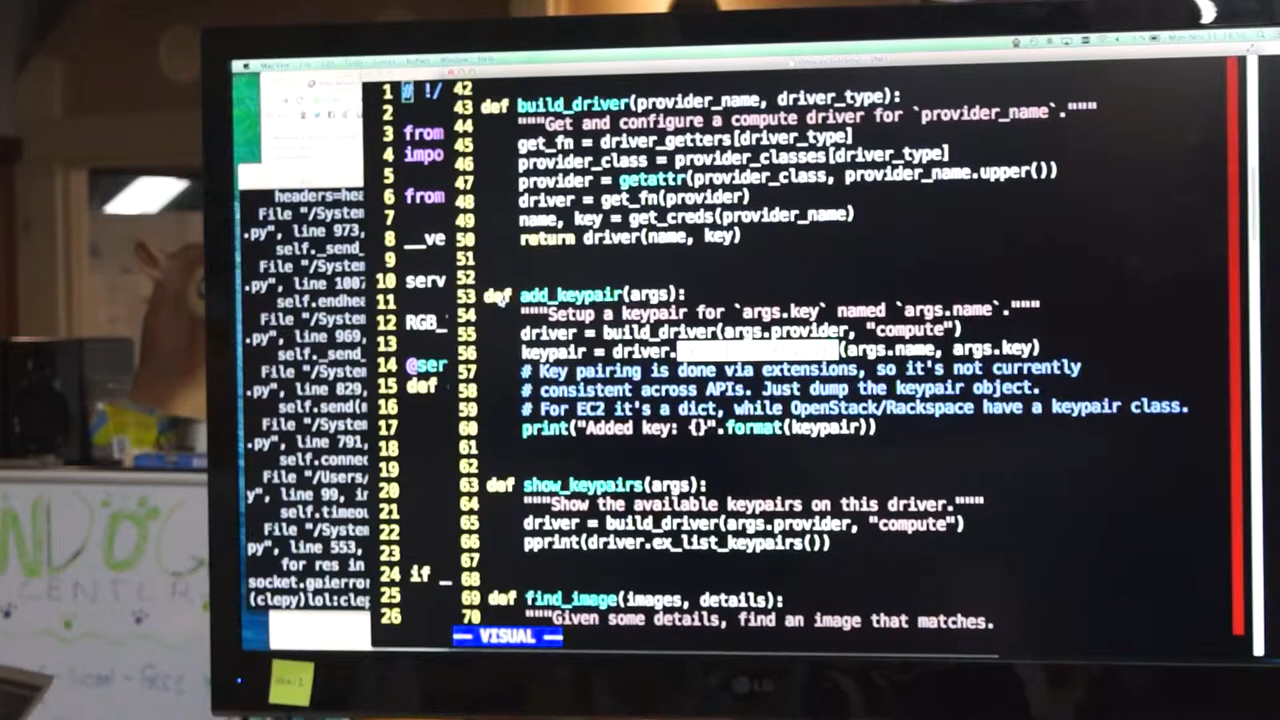 1 # !/
2
3 from
4 impo
5
6 from
7
8 __ve
9
10 serv
11
12 RGB_
13
14 @ser
15 def
16
17
18
19
20
21
22
23
24 if _
25
26
headers=hea
File "/System
.py", line 973,
self._send_
File "/System
.py", line 1007
self.endhea
File "/System
.py", line 969,
self._send_
File "/System
.py", line 829,
self.send(m
File "/System
.py", line 791,
self.connec
File "/Users/
y", line 99, in
self.timeou
File "/System
py", line 553,
for res in
socket.gaierror
(clepy)lol:clep
42
43 def build_driver(provider_name, driver_type):
44 """Get and configure a compute driver for `provider_name`."""
45 get_fn = driver_getters[driver_type]
46 provider_class = provider_classes[driver_type]
47 provider = getattr(provider_class, provider_name.upper())
48 driver = get_fn(provider)
49 name, key = get_creds(provider_name)
50 return driver(name, key)
51
52
53 def add_keypair(args):
54 """Setup a keypair for `args.key` named `args.name`."""
55 driver = build_driver(args.provider, "compute")
56 keypair = driver. (args.name, args.key)
57 # Key pairing is done via extensions, so it's not currently
58 # consistent across APIs. Just dump the keypair object.
59 # For EC2 it's a dict, while OpenStack/Rackspace have a keypair class.
60 print("Added key: {}".format(keypair))
61
62
63 def show_keypairs(args):
64 """Show the available keypairs on this driver."""
65 driver = build_driver(args.provider, "compute")
66 pprint(driver.ex_list_keypairs())
67
68
69 def find_image(images, details):
70 """Given some details, find an image that matches.
-- VISUAL --
LG
NDOG
CENTER